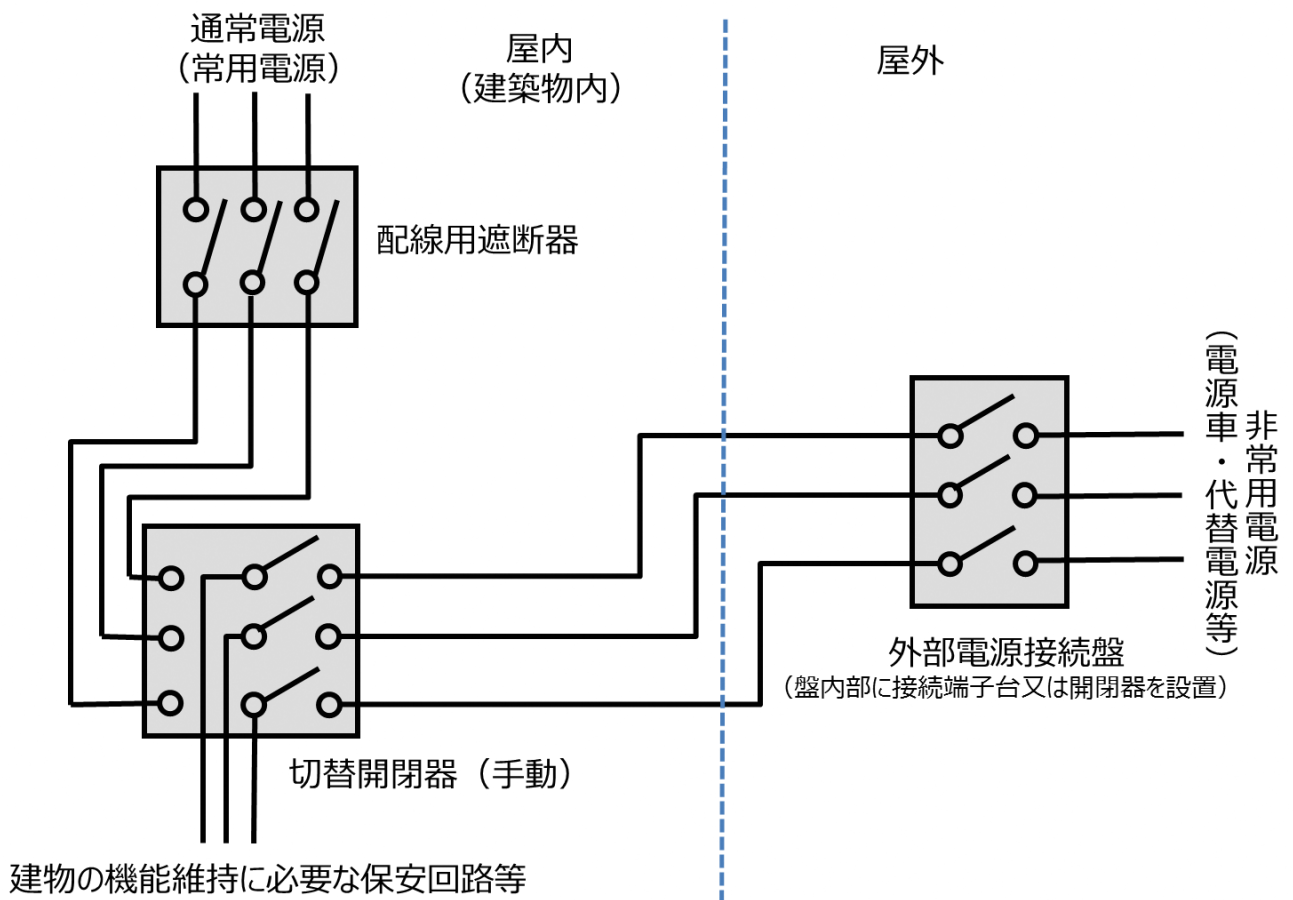 通常電源
（常用電源）
屋内
（建築物内）
屋外
配線用遮断器
非常用電源
（電源車・代替電源等）
外部電源接続盤
（盤内部に接続端子台又は開閉器を設置）
切替開閉器（手動）
建物の機能維持に必要な保安回路等